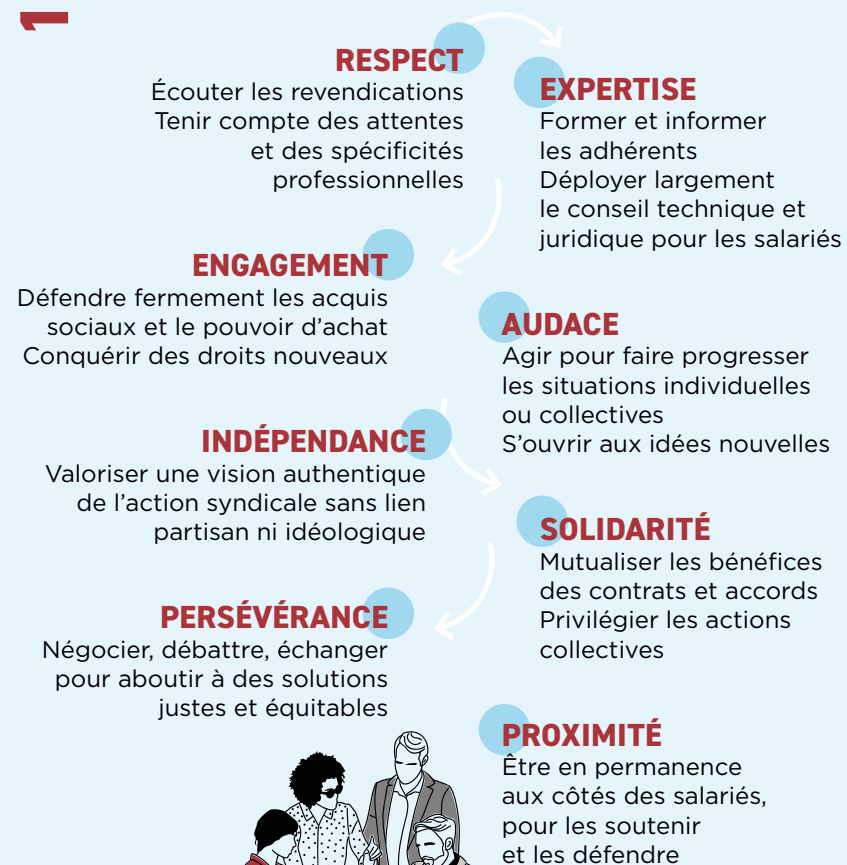 RESPECT
Écouter les revendications
Tenir compte des attentes
et des spécificités
professionnelles
EXPERTISE
Former et informer
les adhérents
Déployer largement
le conseil technique et
juridique pour les salariés
ENGAGEMENT
Défendre fermement les acquis
sociaux et le pouvoir d'achat
Conquérir des droits nouveaux
AUDACE
Agir pour faire progresser
les situations individuelles
ou collectives
S'ouvrir aux idées nouvelles
INDÉPENDANCE
Valoriser une vision authentique
de l'action syndicale sans lien
partisan ni idéologique
SOLIDARITÉ
Mutualiser les bénéfices
des contrats et accords
Privilégier les actions
collectives
PERSÉVÉRANCE
Négocier, débattre, échanger
pour aboutir à des solutions
justes et équitables
PROXIMITÉ
Être en permanence
aux côtés des salariés,
pour les soutenir
et les défendre